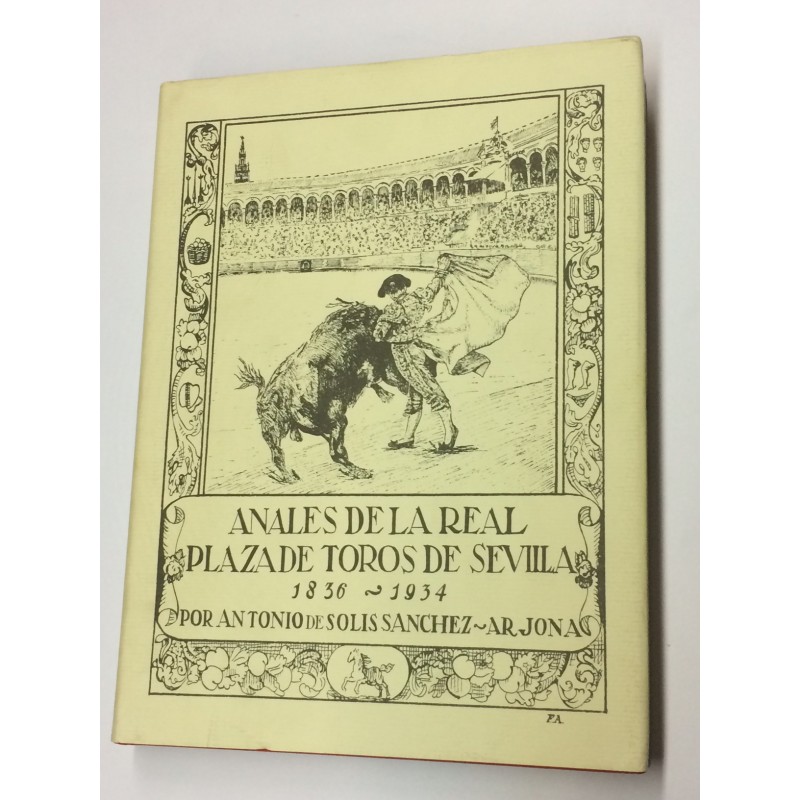 ANALES DE LA REAL
PLAZA DE TOROS DE SEVILLA
1836 ~ 1934
POR ANTONIO DE SOLIS SANCHEZ~ARJONA
F.A.